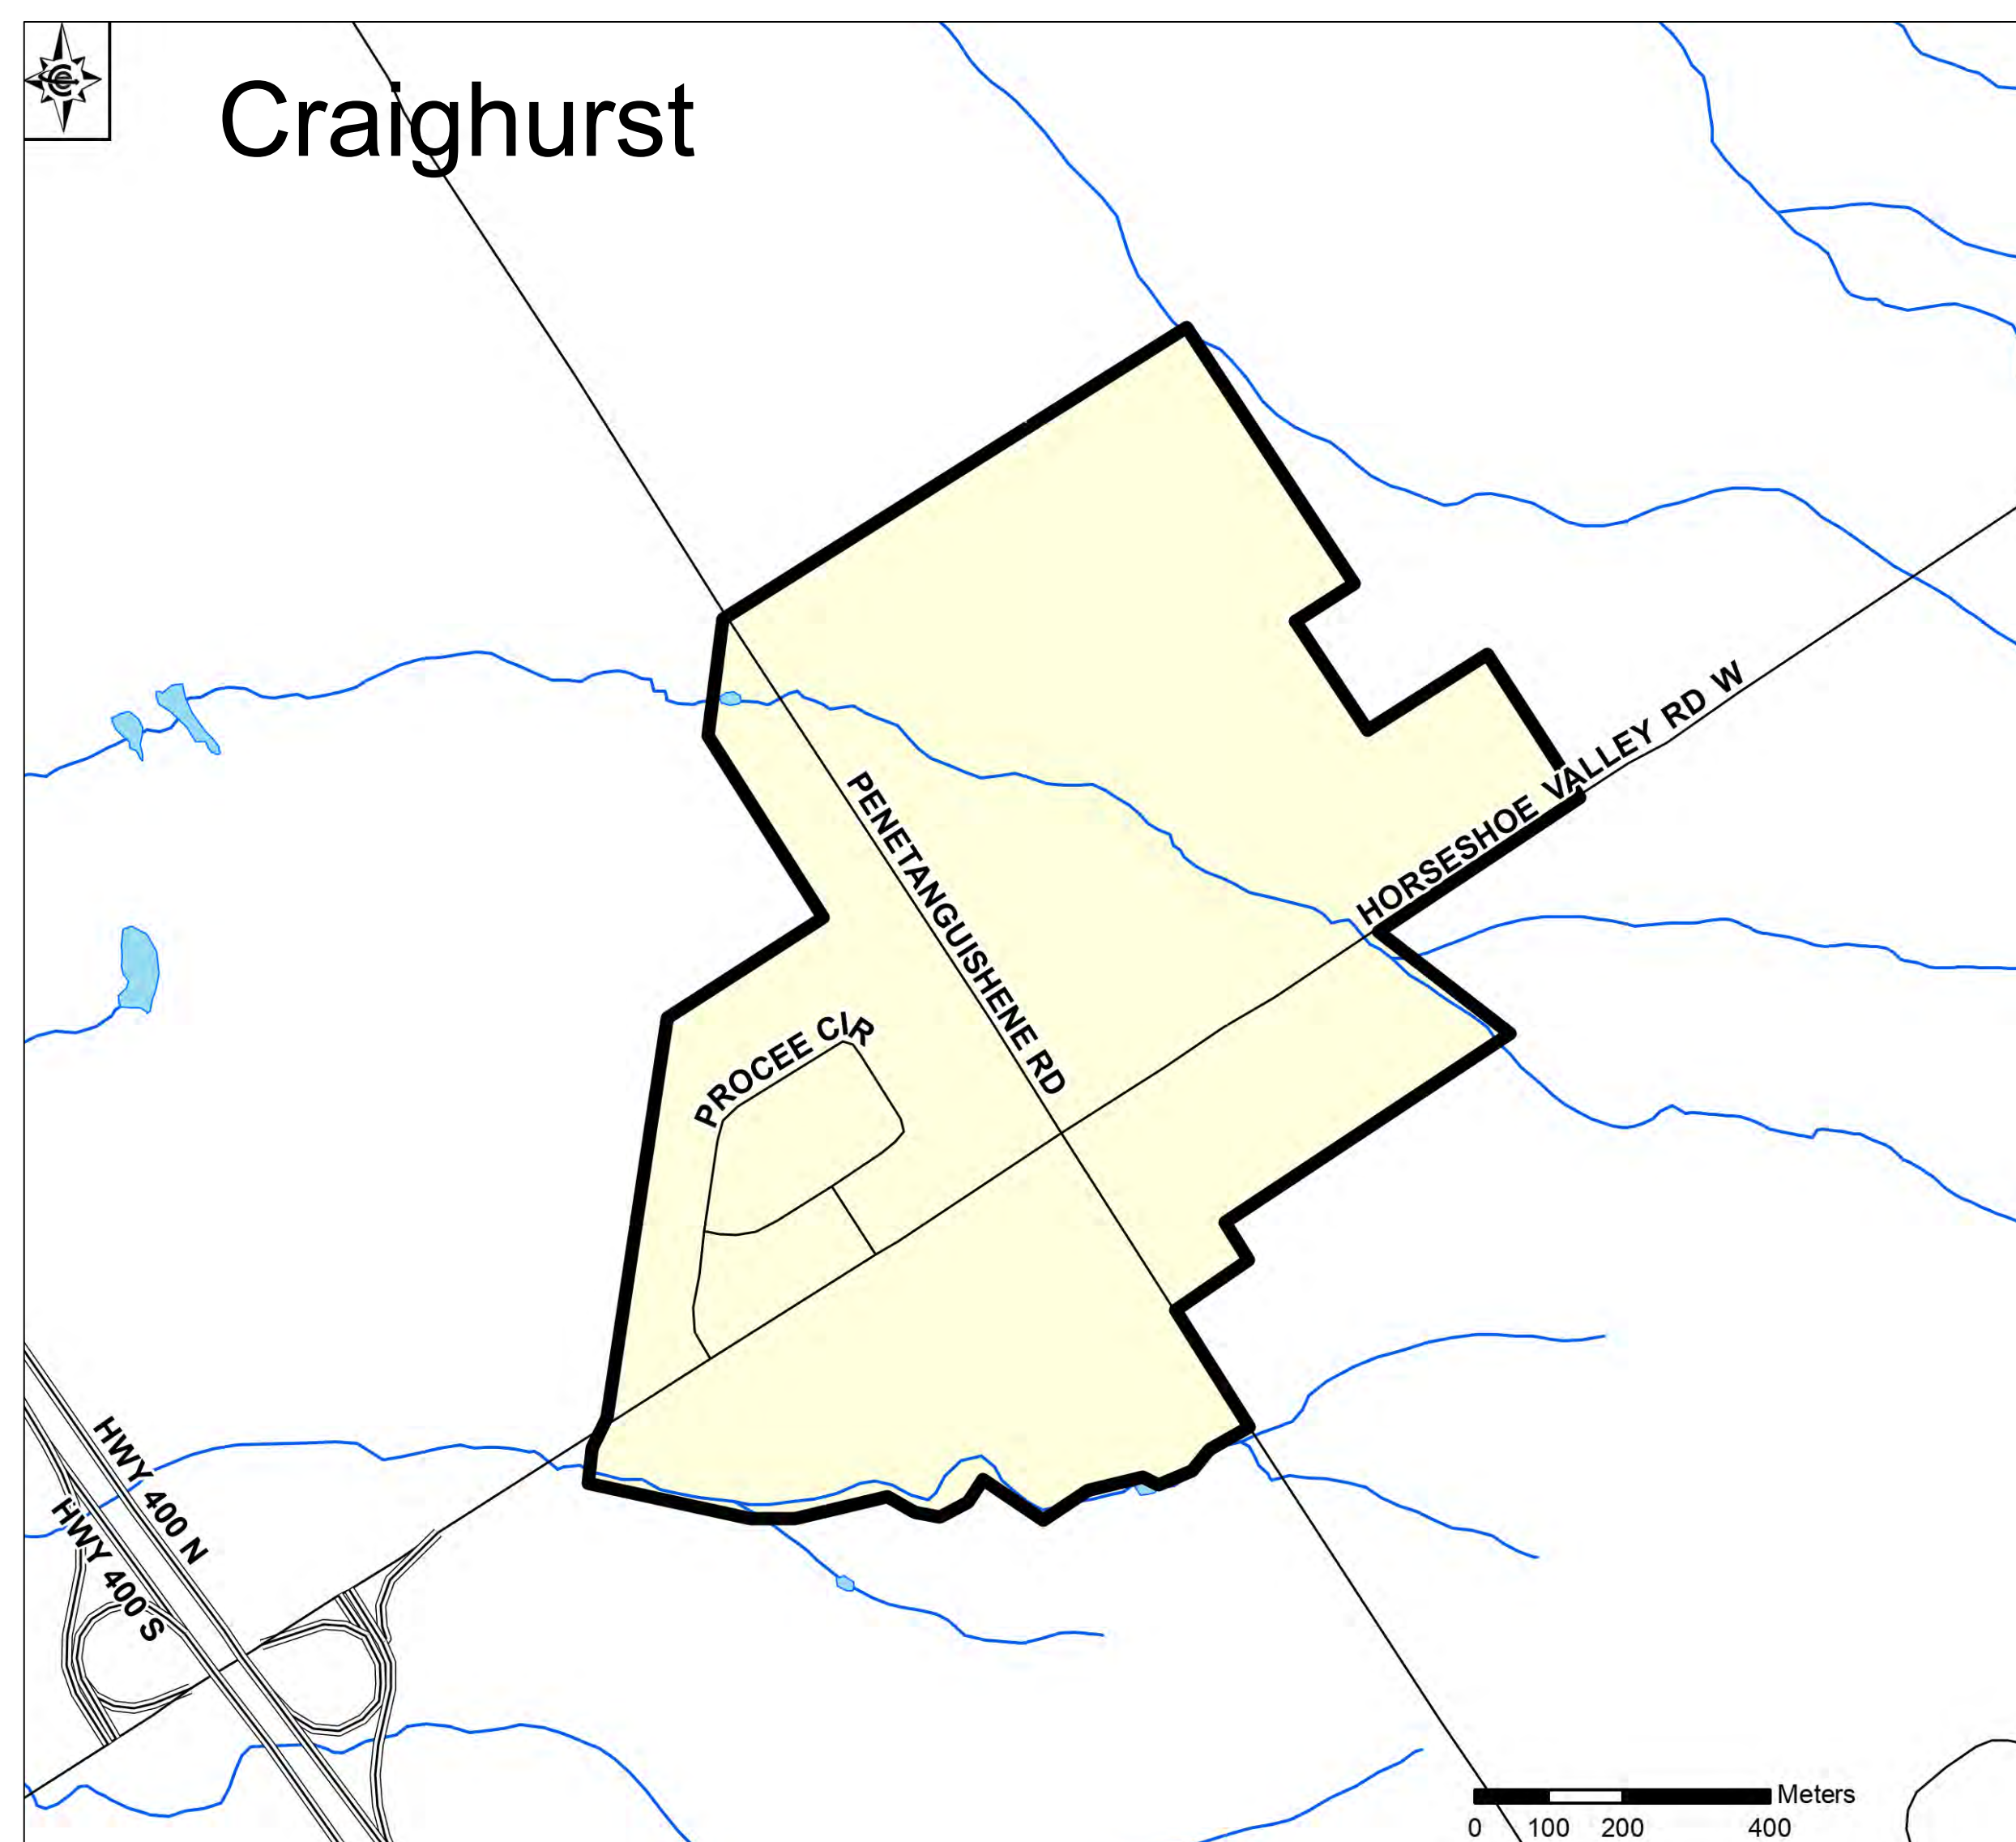 Craighurst
HORSESHOE VALLEY RD W
PENETANGUISHENE RD
PROCEE CIR
HWY 400 N
HWY 400 S
Meters
0 100 200 400